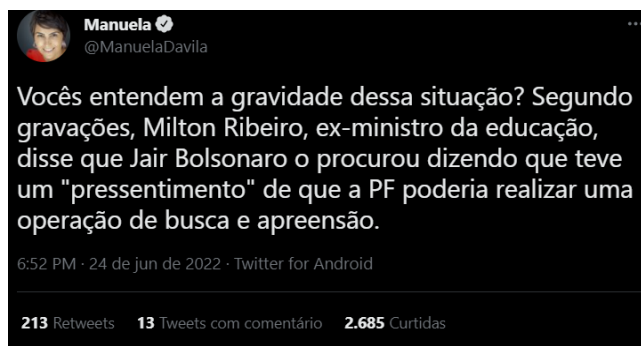 Manuela
@ManuelaDavila
Vocês entendem a gravidade dessa situação? Segundo
gravações, Milton Ribeiro, ex-ministro da educação,
disse que Jair Bolsonaro o procurou dizendo que teve
um "pressentimento" de que a PF poderia realizar uma
operação de busca e apreensão.
6:52 PM · 24 de jun de 2022 · Twitter for Android
213 Retweets 13 Tweets com comentário 2.685 Curtidas